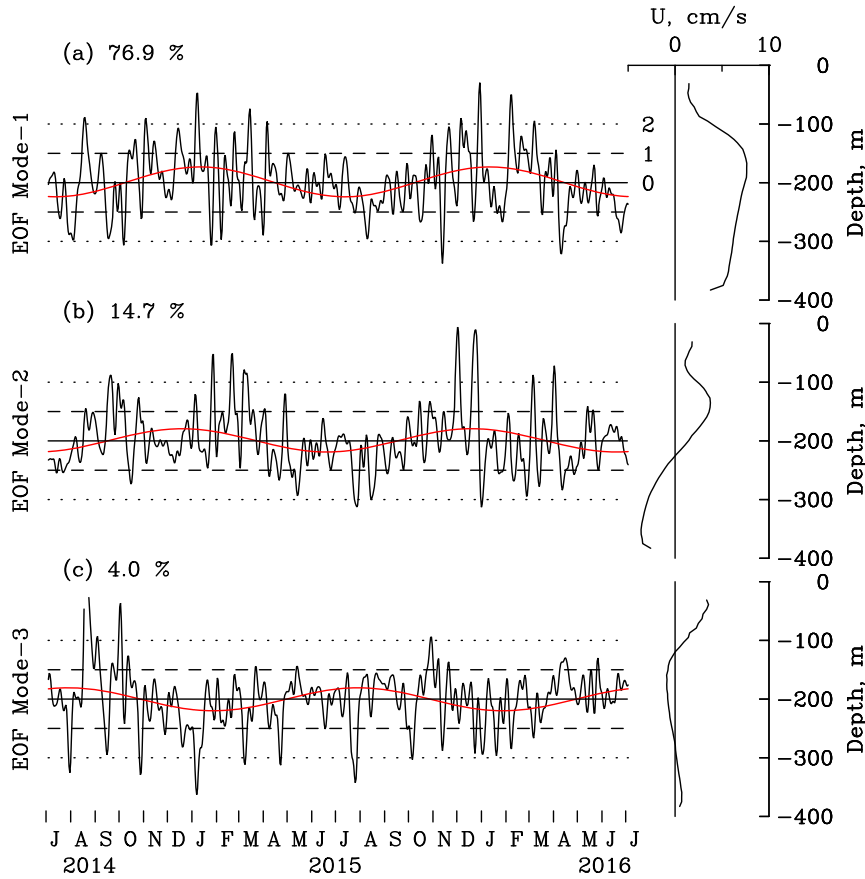 U, cm/s
0 10
(a) 76.9 %
EOF Mode-1
2
1
0
0
-100
-200
-300
-400
Depth, m
(b) 14.7 %
EOF Mode-2
0
-100
-200
-300
-400
Depth, m
(c) 4.0 %
EOF Mode-3
0
-100
-200
-300
-400
Depth, m
J A S O N D J F M A M J J A S O N D J F M A M J J
2014 2015 2016